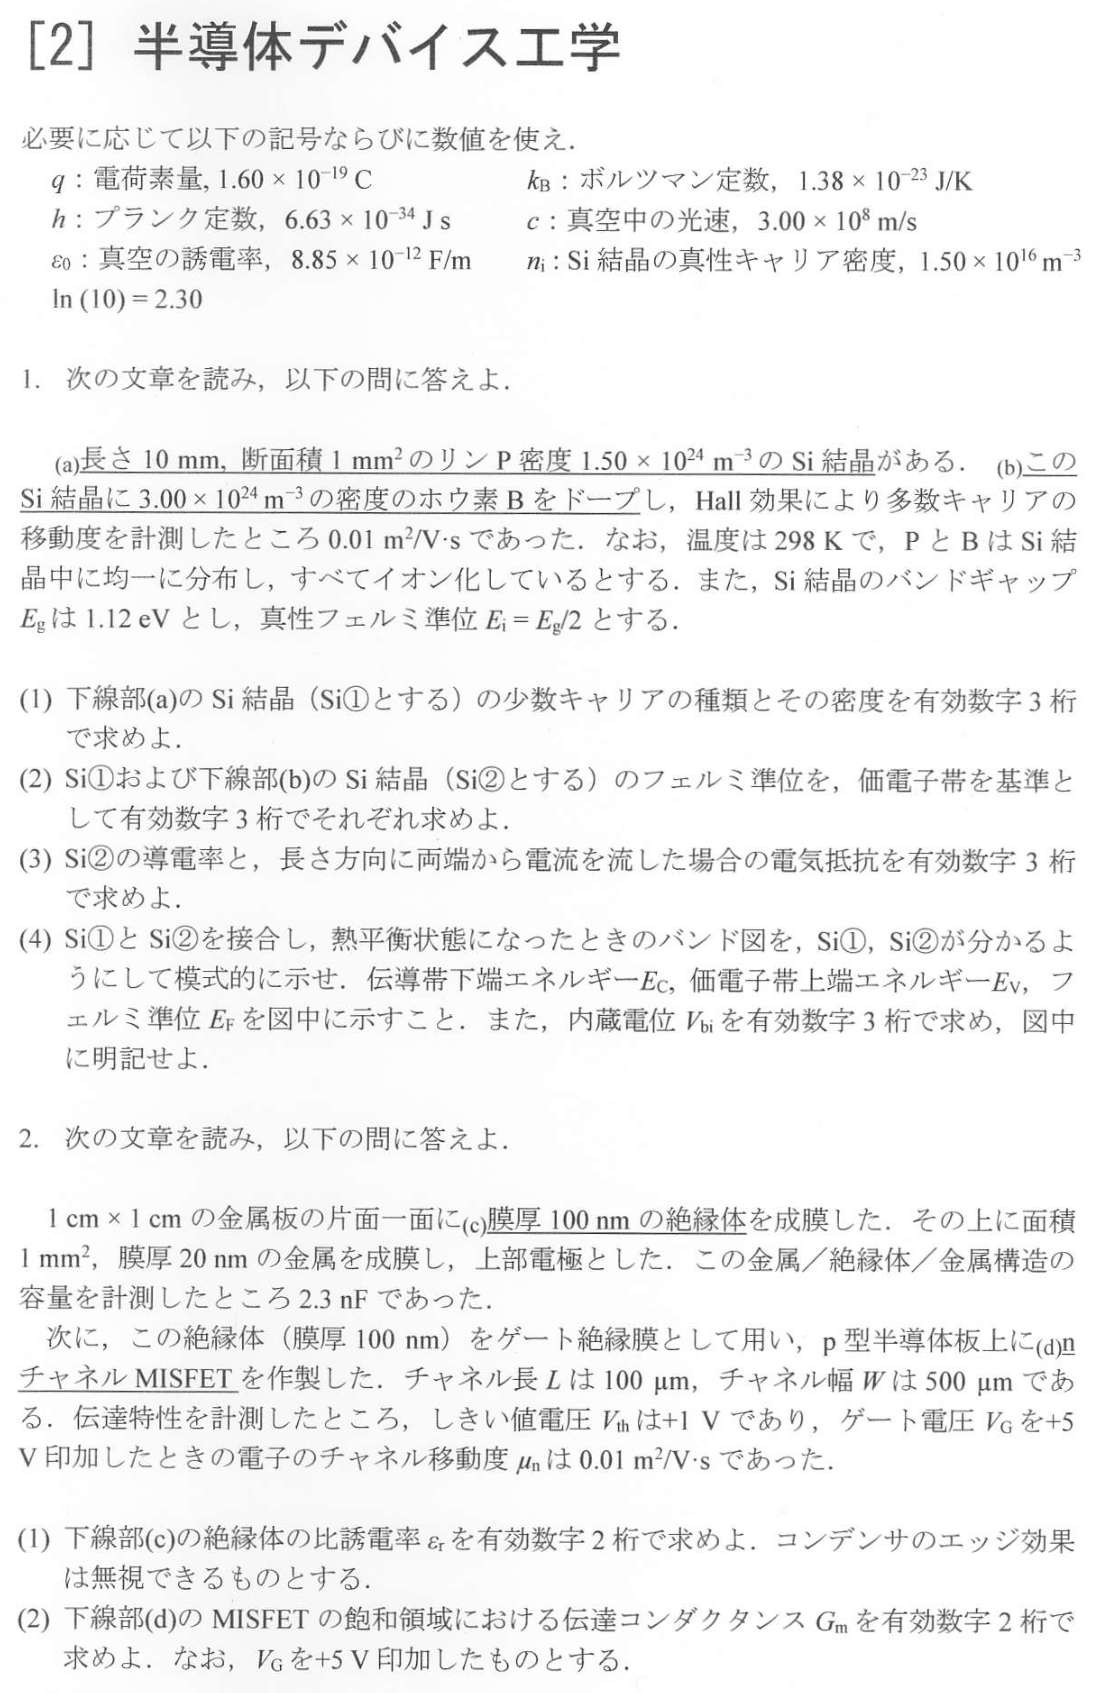 [2] 半導体デバイス工学
必要に応じて以下の記号ならびに数値を使え．
q：電荷素量, 1.60 × 10⁻¹⁹ C
k_B：ボルツマン定数，1.38 × 10⁻²³ J/K
h：プランク定数，6.63 × 10⁻³⁴ J s
c：真空中の光速，3.00 × 10⁸ m/s
ε₀：真空の誘電率，8.85 × 10⁻¹² F/m
n_i：Si 結晶の真性キャリア密度，1.50 × 10¹⁶ m⁻³
ln (10) = 2.30
1. 次の文章を読み，以下の問に答えよ．
(a)長さ 10 mm, 断面積 1 mm² のリン P 密度 1.50 × 10²⁴ m⁻³ の Si 結晶がある． (b)この
Si 結晶に 3.00 × 10²⁴ m⁻³ の密度のホウ素 B をドープし，Hall 効果により多数キャリアの
移動度を計測したところ 0.01 m²/V·s であった．なお，温度は 298 K で，P と B は Si 結
晶中に均一に分布し，すべてイオン化しているとする．また，Si 結晶のバンドギャップ
E_g は 1.12 eV とし，真性フェルミ準位 E_i = E_g/2 とする．
(1) 下線部(a)の Si 結晶（Si①とする）の少数キャリアの種類とその密度を有効数字 3 桁
で求めよ．
(2) Si①および下線部(b)の Si 結晶（Si②とする）のフェルミ準位を，価電子帯を基準と
して有効数字 3 桁でそれぞれ求めよ．
(3) Si②の導電率と，長さ方向に両端から電流を流した場合の電気抵抗を有効数字 3 桁
で求めよ．
(4) Si①と Si②を接合し，熱平衡状態になったときのバンド図を，Si①，Si②が分かるよ
うにして模式的に示せ．伝導帯下端エネルギーE_C, 価電子帯上端エネルギーE_V，フ
ェルミ準位 E_F を図中に示すこと．また，内蔵電位 V_bi を有効数字 3 桁で求め，図中
に明記せよ．
2. 次の文章を読み，以下の問に答えよ．
1 cm × 1 cm の金属板の片面一面に(c)膜厚 100 nm の絶縁体を成膜した．その上に面積
1 mm²，膜厚 20 nm の金属を成膜し，上部電極とした．この金属／絶縁体／金属構造の
容量を計測したところ 2.3 nF であった．
次に，この絶縁体（膜厚 100 nm）をゲート絶縁膜として用い，p 型半導体板上に(d)n
チャネル MISFET を作製した．チャネル長 L は 100 μm，チャネル幅 W は 500 μm であ
る．伝達特性を計測したところ，しきい値電圧 V_th は+1 V であり，ゲート電圧 V_G を+5
V 印加したときの電子のチャネル移動度 μ_n は 0.01 m²/V·s であった．
(1) 下線部(c)の絶縁体の比誘電率 ε_r を有効数字 2 桁で求めよ．コンデンサのエッジ効果
は無視できるものとする．
(2) 下線部(d)の MISFET の飽和領域における伝達コンダクタンス G_m を有効数字 2 桁で
求めよ．なお，V_G を+5 V 印加したものとする．